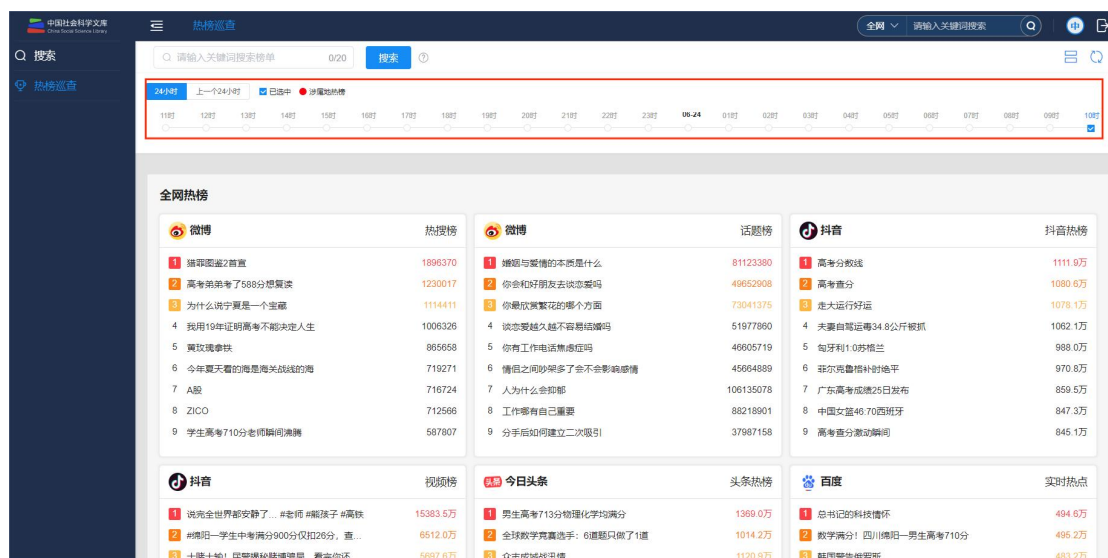 中国社会科学文库
China Social Science Library
热榜巡查
全网
请输入关键词搜索
中
搜索
热榜巡查
请输入关键词搜索榜单 0/20 搜索
24小时 上一个24小时 已选中 涉属地热榜
11时 12时 13时 14时 15时 16时 17时 18时 19时 20时 21时 22时 23时 06-24 01时 02时 03时 04时 05时 06时 07时 08时 09时 10时
全网热榜
微博 热搜榜
1 猎罪图鉴2首宣 1896370
2 高考弟弟考了588分想复读 1230017
3 为什么说宁夏是一个宝藏 1114411
4 我用19年证明高考不能决定人生 1006326
5 黄玫瑰拳铁 865658
6 今年夏天看的海是海关战线的海 719271
7 A股 716724
8 ZICO 712566
9 学生高考710分老师瞬间沸腾 587807
微博 话题榜
1 婚姻与爱情的本质是什么 81123380
2 你会和好朋友去谈恋爱吗 49652908
3 你最欣赏繁花的哪个方面 73041375
4 谈恋爱越久越不容易结婚吗 51977860
5 你有工作电话焦虑症吗 46605719
6 情侣之间吵架多了会不会影响感情 45664889
7 人为什么会抑郁 106135078
8 工作哪有自己重要 88218901
9 分手后如何建立二次吸引 37987158
抖音 抖音热榜
1 高考分数线 1111.9万
2 高考查分 1080.6万
3 走大运行好运 1078.1万
4 夫妻自驾运毒34.8公斤被抓 1062.1万
5 匈牙利1:0苏格兰 988.0万
6 菲尔克鲁格补时绝平 970.8万
7 广东高考成绩25日发布 859.5万
8 中国女篮46:70西班牙 847.3万
9 高考查分激动瞬间 845.1万
抖音 视频榜
1 说完全世界都安静了... #老师 #熊孩子 #高铁 15383.5万
2 #绵阳一学生中考满分900分仅扣26分，查... 6512.0万
3 5697.6万
头条 今日头条 头条热榜
1 男生高考713分物理化学均满分 1369.0万
2 全球数学竞赛选手：6道题只做了1道 1014.2万
3 1120.9万
百度 实时热点
1 总书记的科技情怀 494.6万
2 数学满分！四川绵阳一男生高考710分 495.2万
3 韩国警告俄罗斯 483.2万